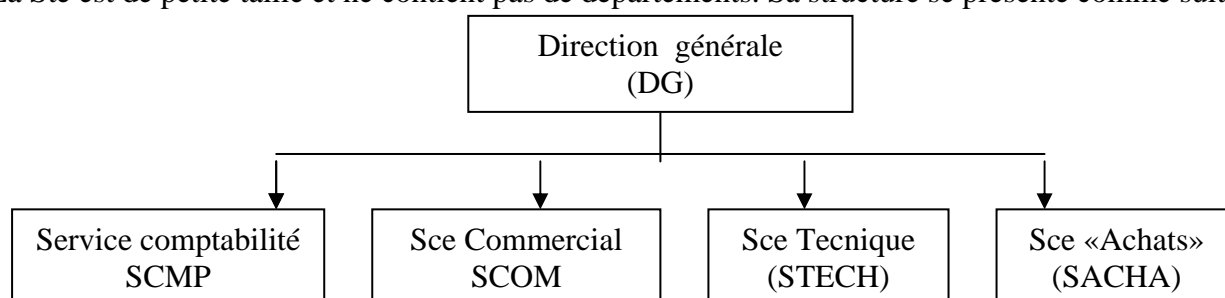 La Sté est de petite taille et ne contient pas de départements. Sa structure se présente comme suit
Direction générale
(DG)
Service comptabilité
SCMP
Sce Commercial
SCOM
Sce Tecnique
(STECH)
Sce «Achats»
(SACHA)